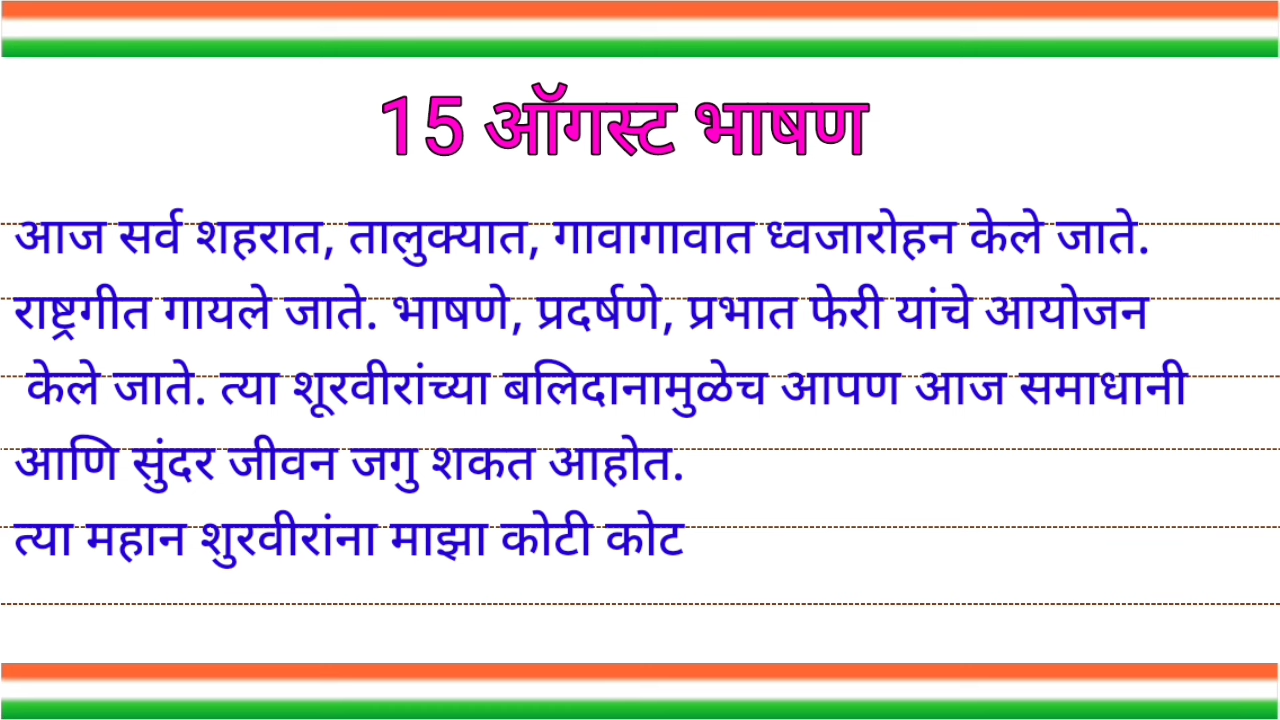 15 ऑगस्ट भाषण
आज सर्व शहरात, तालुक्यात, गावागावात ध्वजारोहन केले जाते.
राष्ट्रगीत गायले जाते. भाषणे, प्रदर्षणे, प्रभात फेरी यांचे आयोजन
केले जाते. त्या शूरवीरांच्या बलिदानामुळेच आपण आज समाधानी
आणि सुंदर जीवन जगु शकत आहोत.
त्या महान शुरवीरांना माझा कोटी कोट